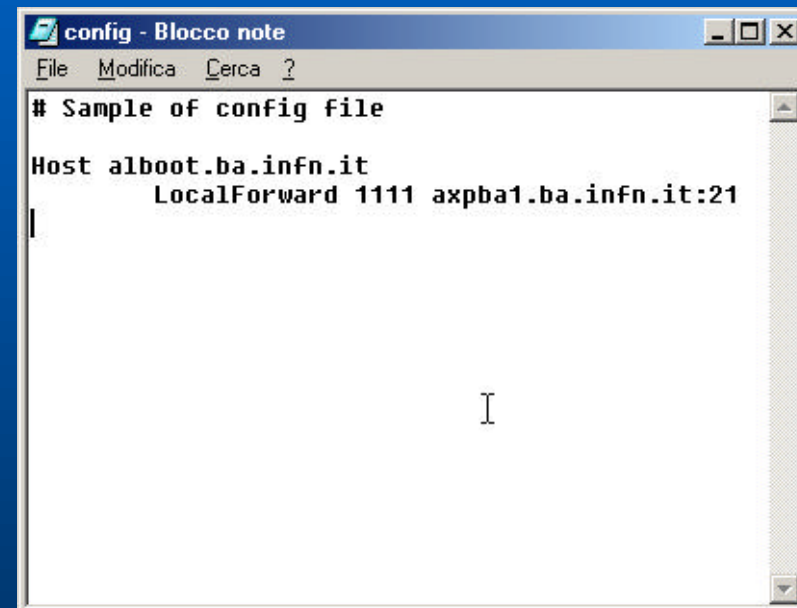 config - Blocco note
File Modifica Cerca ?
# Sample of config file
Host alboot.ba.infn.it
LocalForward 1111 axpba1.ba.infn.it:21